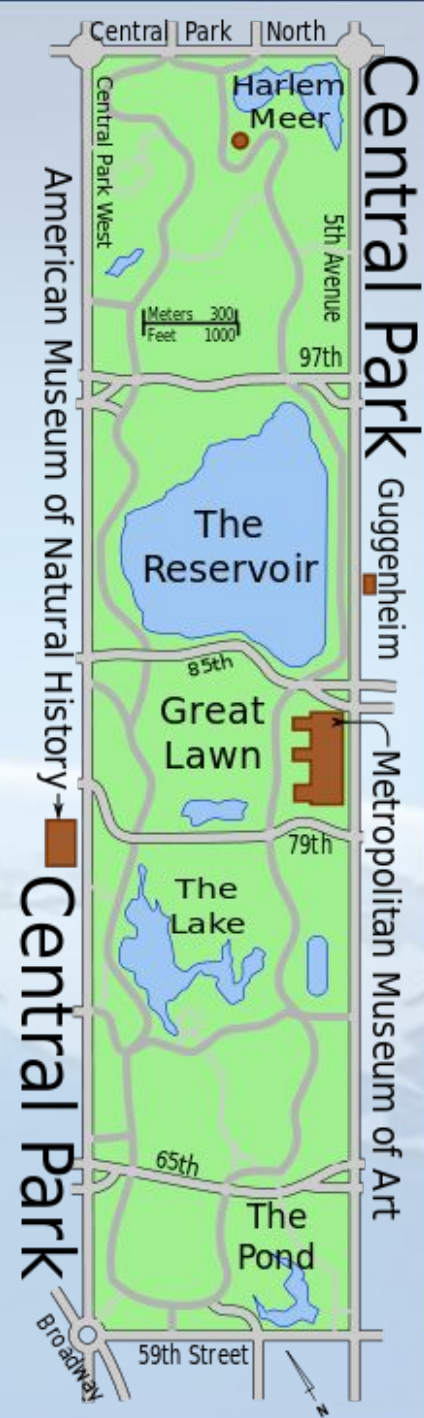 Central Park North
Harlem
Meer
Central Park West
Central Park
5th Avenue
American Museum of Natural History
Meters 300
Feet 1000
97th
Guggenheim
The
Reservoir
85th
Great
Lawn
Metropolitan Museum of Art
79th
The
Lake
Central Park
65th
The
Pond
Broadway
59th Street
N